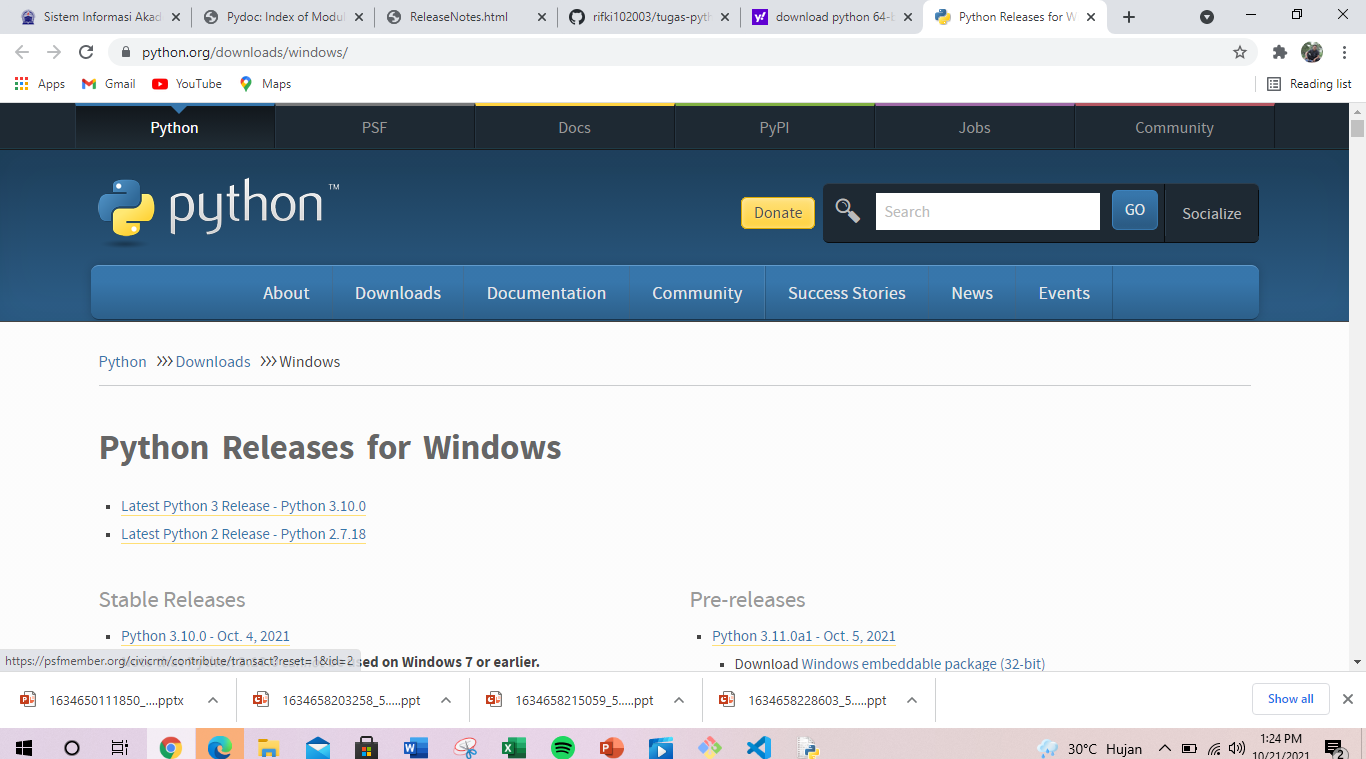 Sistem Informasi Akad
Pydoc: Index of Modul
ReleaseNotes.html
rifki102003/tugas-pyth
download python 64-b
Python Releases for W
python.org/downloads/windows/
Apps
Gmail
YouTube
Maps
Reading list
Python
PSF
Docs
PyPI
Jobs
Community
python™
Donate
Search
GO
Socialize
About
Downloads
Documentation
Community
Success Stories
News
Events
Python >>> Downloads >>> Windows
Python Releases for Windows
Latest Python 3 Release - Python 3.10.0
Latest Python 2 Release - Python 2.7.18
Stable Releases
Python 3.10.0 - Oct. 4, 2021
sed on Windows 7 or earlier.
Pre-releases
Python 3.11.0a1 - Oct. 5, 2021
Download Windows embeddable package (32-bit)
https://psfmember.org/civicrm/contribute/transact?reset=1&id=2
1634650111850_....pptx
1634658203258_5.....ppt
1634658215059_5.....ppt
1634658228603_5.....ppt
Show all
30°C Hujan
1:24 PM
10/21/2021
2